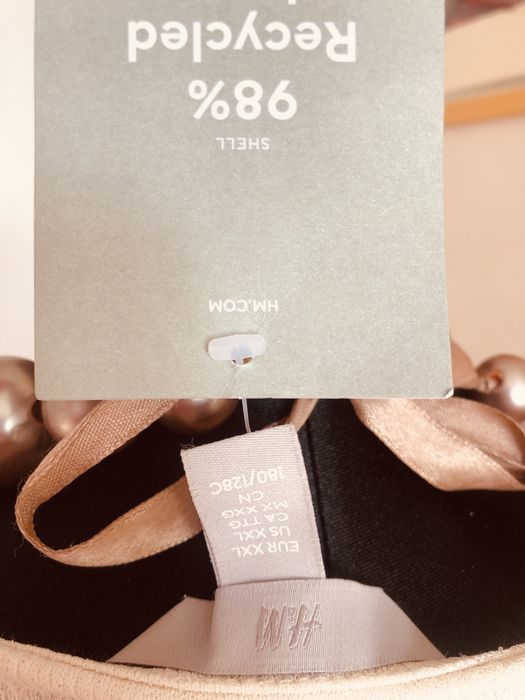 H&M
EUR XXL
US XXL
CA TTG
MX XXG
CN
180/128C
HM.COM
SHELL
98%
Recycled